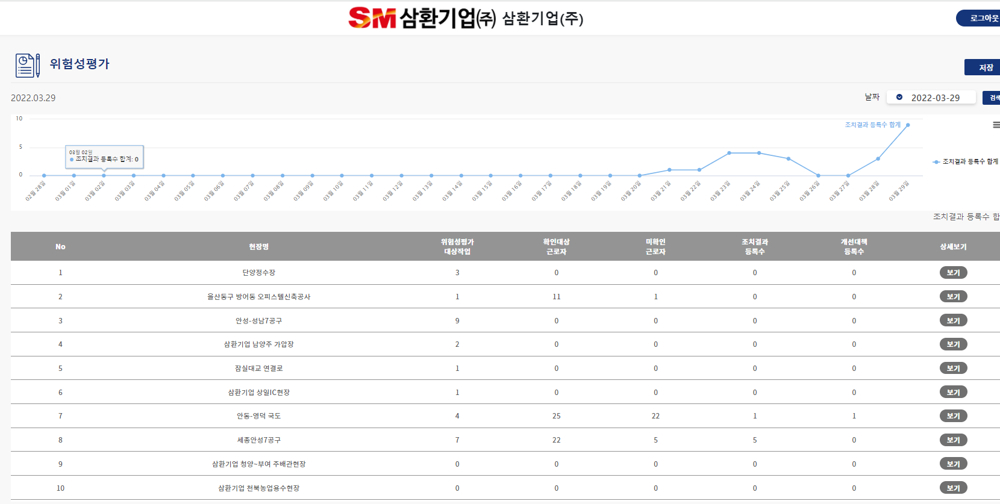 SM 삼환기업(주) 삼환기업(주)
로그아웃
위험성평가
저장
2022.03.29
날짜 2022-03-29 검색
10
조치결과 등록수 합계
5
03월 02일
조치결과 등록수 합계: 0
조치결과 등록수 합계
0
02월 28일 03월 01일 03월 02일 03월 03일 03월 04일 03월 05일 03월 06일 03월 07일 03월 08일 03월 09일 03월 10일 03월 11일 03월 12일 03월 13일 03월 14일 03월 15일 03월 16일 03월 17일 03월 18일 03월 19일 03월 20일 03월 21일 03월 22일 03월 23일 03월 24일 03월 25일 03월 26일 03월 27일 03월 28일 03월 29일
조치결과 등록수 합
No 현장명 위험성평가 대상작업 확인대상 근로자 미확인 근로자 조치결과 등록수 개선대책 등록수 상세보기
1 단양정수장 3 0 0 0 0 보기
2 울산동구 방어동 오피스텔신축공사 1 11 1 0 0 보기
3 안성-성남7공구 9 0 0 0 0 보기
4 삼환기업 남양주 가압장 2 0 0 0 0 보기
5 잠실대교 연결로 1 0 0 0 0 보기
6 삼환기업 상일IC현장 1 0 0 0 0 보기
7 안동-영덕 국도 4 25 22 1 1 보기
8 세종안성7공구 7 22 5 5 0 보기
9 삼환기업 청양~부여 주배관현장 0 0 0 0 0 보기
10 삼환기업 천북농업용수현장 0 0 0 0 0 보기